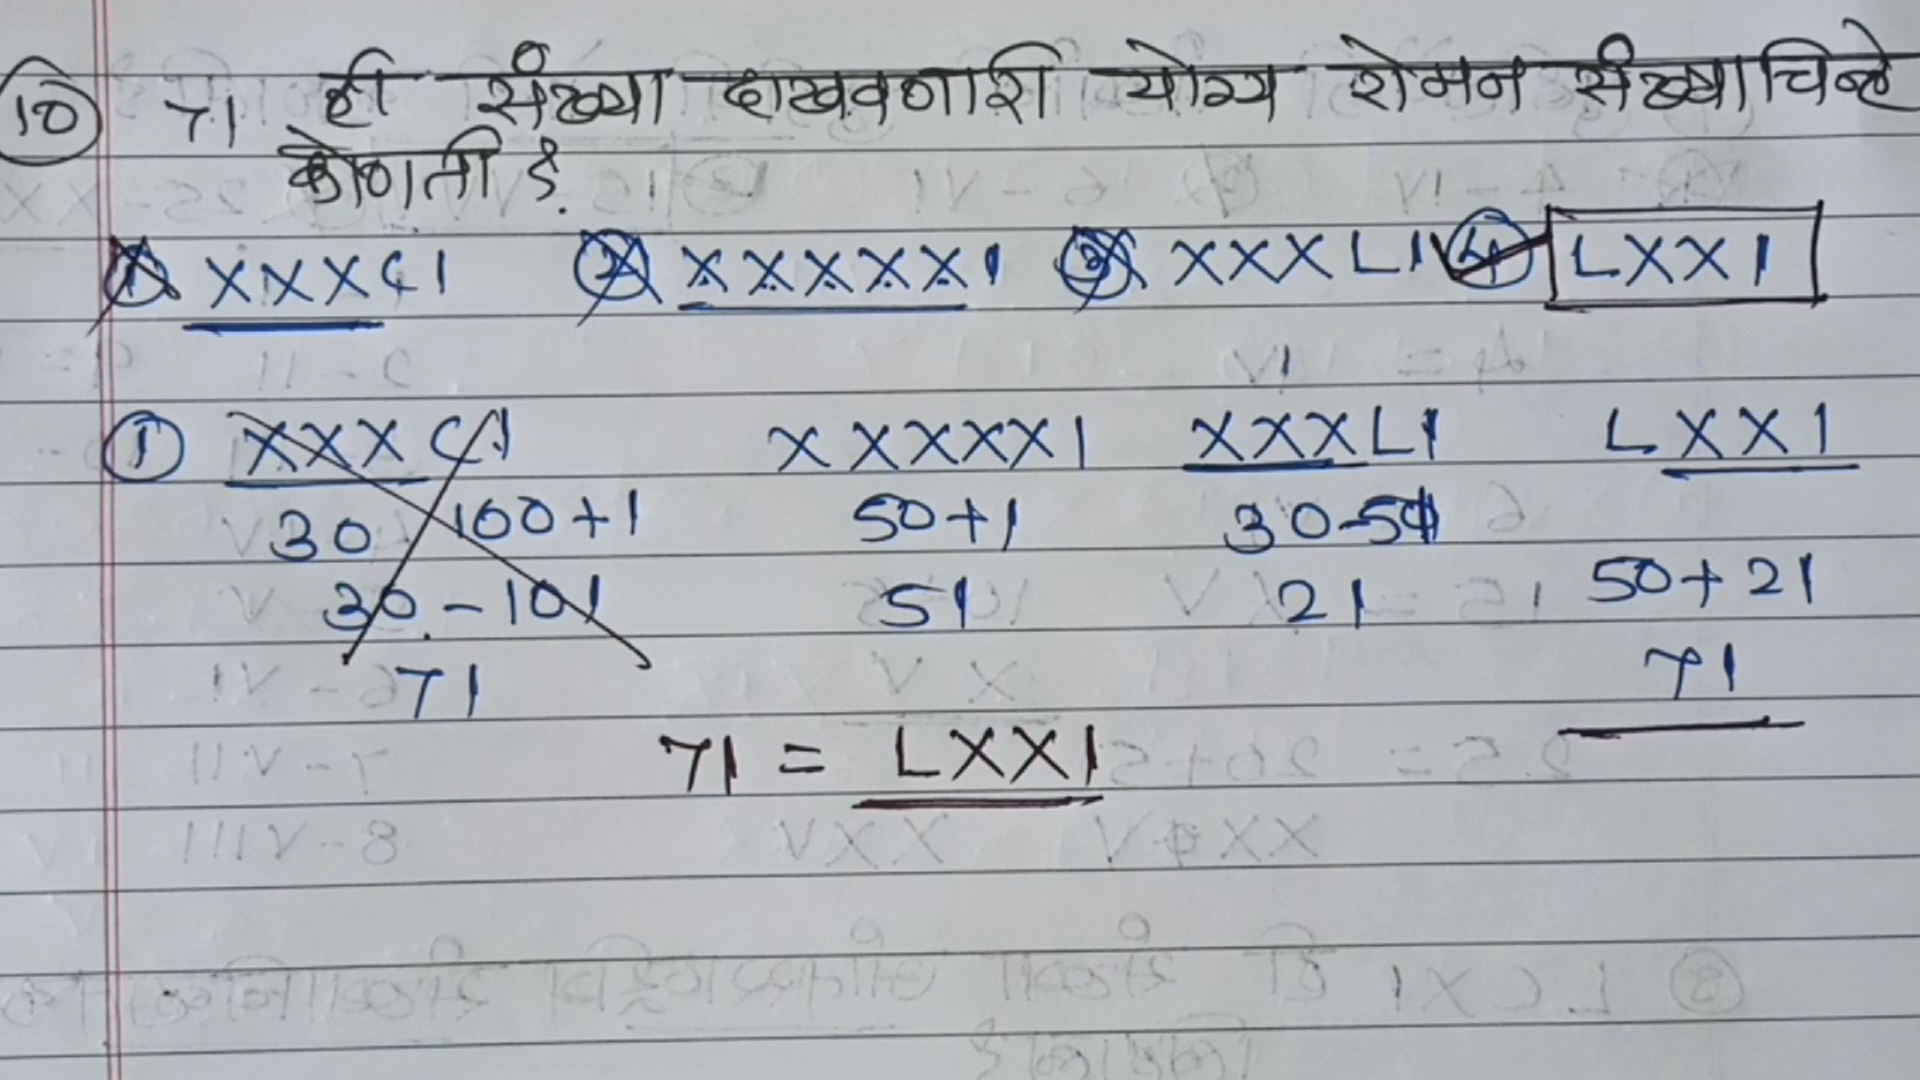 10 71 ही संख्या दाखवणारी योग्य रोमन संख्याचिन्हे
कोणती ?.
1 XXXCI 2 XXXXXI 3 XXXLI 4 LXXI
1 XXXCI XXXXXI XXXLI LXXI
30 100+1 50+1 30-51
30-101 51 21 50+21
71 71
71 = LXXI